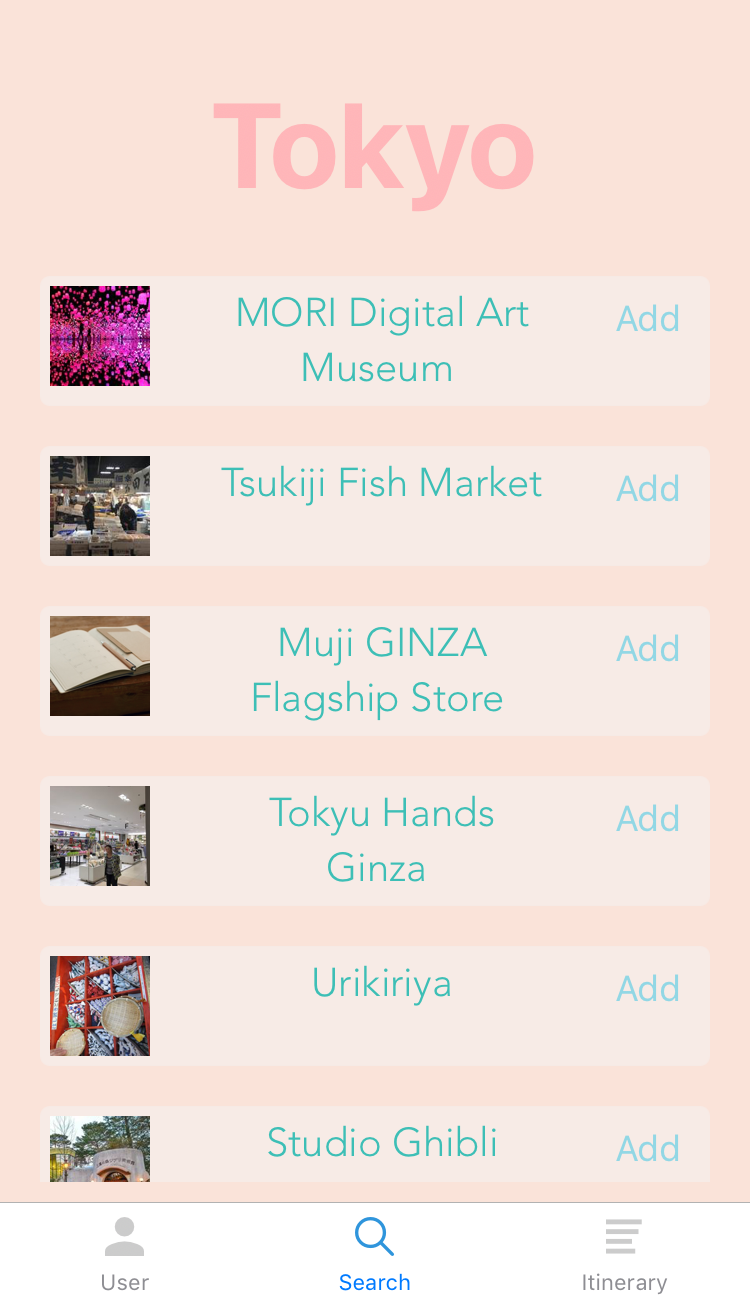 Tokyo
MORI Digital Art
Museum
Add
Tsukiji Fish Market
Add
Muji GINZA
Flagship Store
Add
Tokyu Hands
Ginza
Add
Urikiriya
Add
Studio Ghibli
Add
User
Search
Itinerary